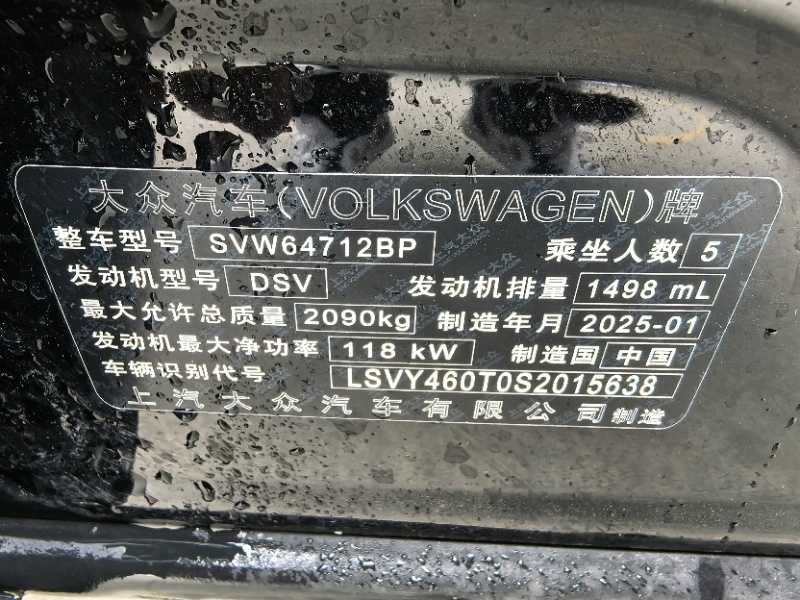 大众汽车(VOLKSWAGEN)牌
整车型号 SVW64712BP 乘坐人数 5
发动机型号 DSV 发动机排量 1498 mL
最大允许总质量 2090kg 制造年月 2025-01
发动机最大净功率 118 kW 制造国 中国
车辆识别代号 LSVY460T0S2015638
上汽大众汽车有限公司制造